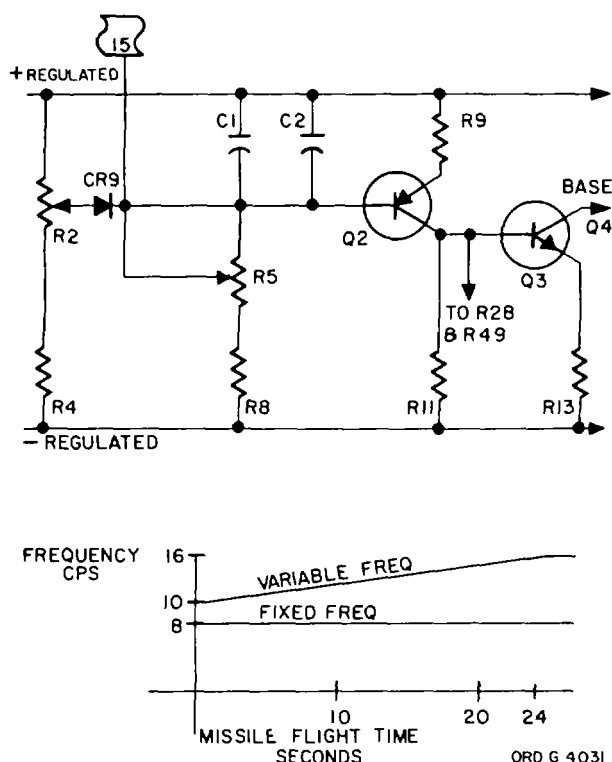 15
+ REGULATED
C1
C2
R9
CR9
BASE
R2
Q2
Q4
R5
Q3
TO R28
& R49
R4
R8
R11
R13
— REGULATED
FREQUENCY
CPS
16
VARIABLE FREQ
10
FIXED FREQ
8
10
20
24
MISSILE FLIGHT TIME
SECONDS
ORD G 4031